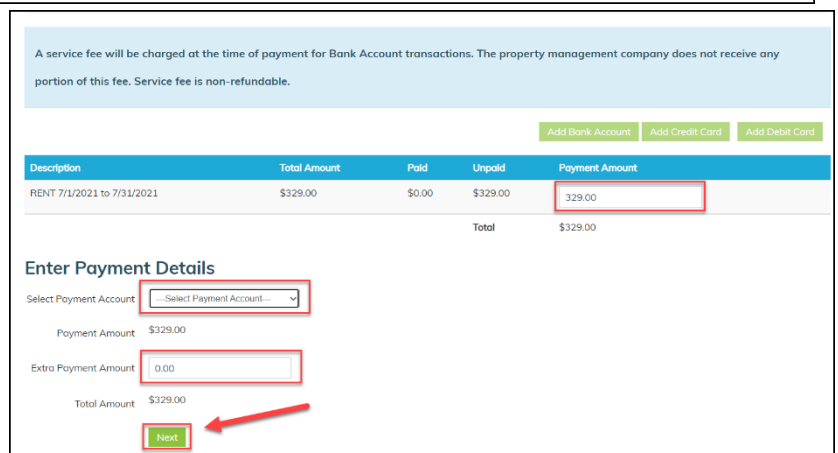 A service fee will be charged at the time of payment for Bank Account transactions. The property management company does not receive any
portion of this fee. Service fee is non-refundable.
Add Bank Account Add Credit Card Add Debit Card
Description Total Amount Paid Unpaid Payment Amount
RENT 7/1/2021 to 7/31/2021 $329.00 $0.00 $329.00 329.00
Total $329.00
Enter Payment Details
Select Payment Account ---Select Payment Account---
Payment Amount $329.00
Extra Payment Amount 0.00
Total Amount $329.00
Next